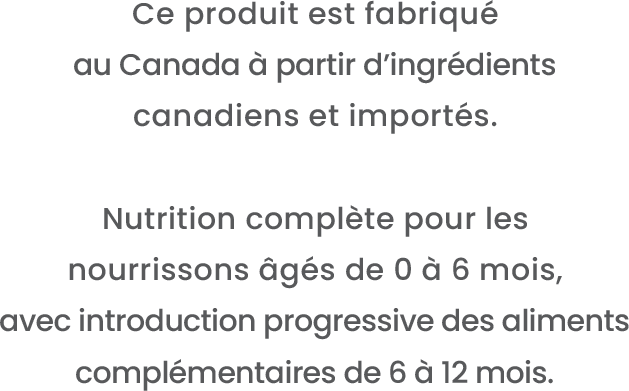 Ce produit est fabriqué
au Canada à partir d’ingrédients
canadiens et importés.
Nutrition complète pour les
nourrissons âgés de 0 à 6 mois,
avec introduction progressive des aliments
complémentaires de 6 à 12 mois.